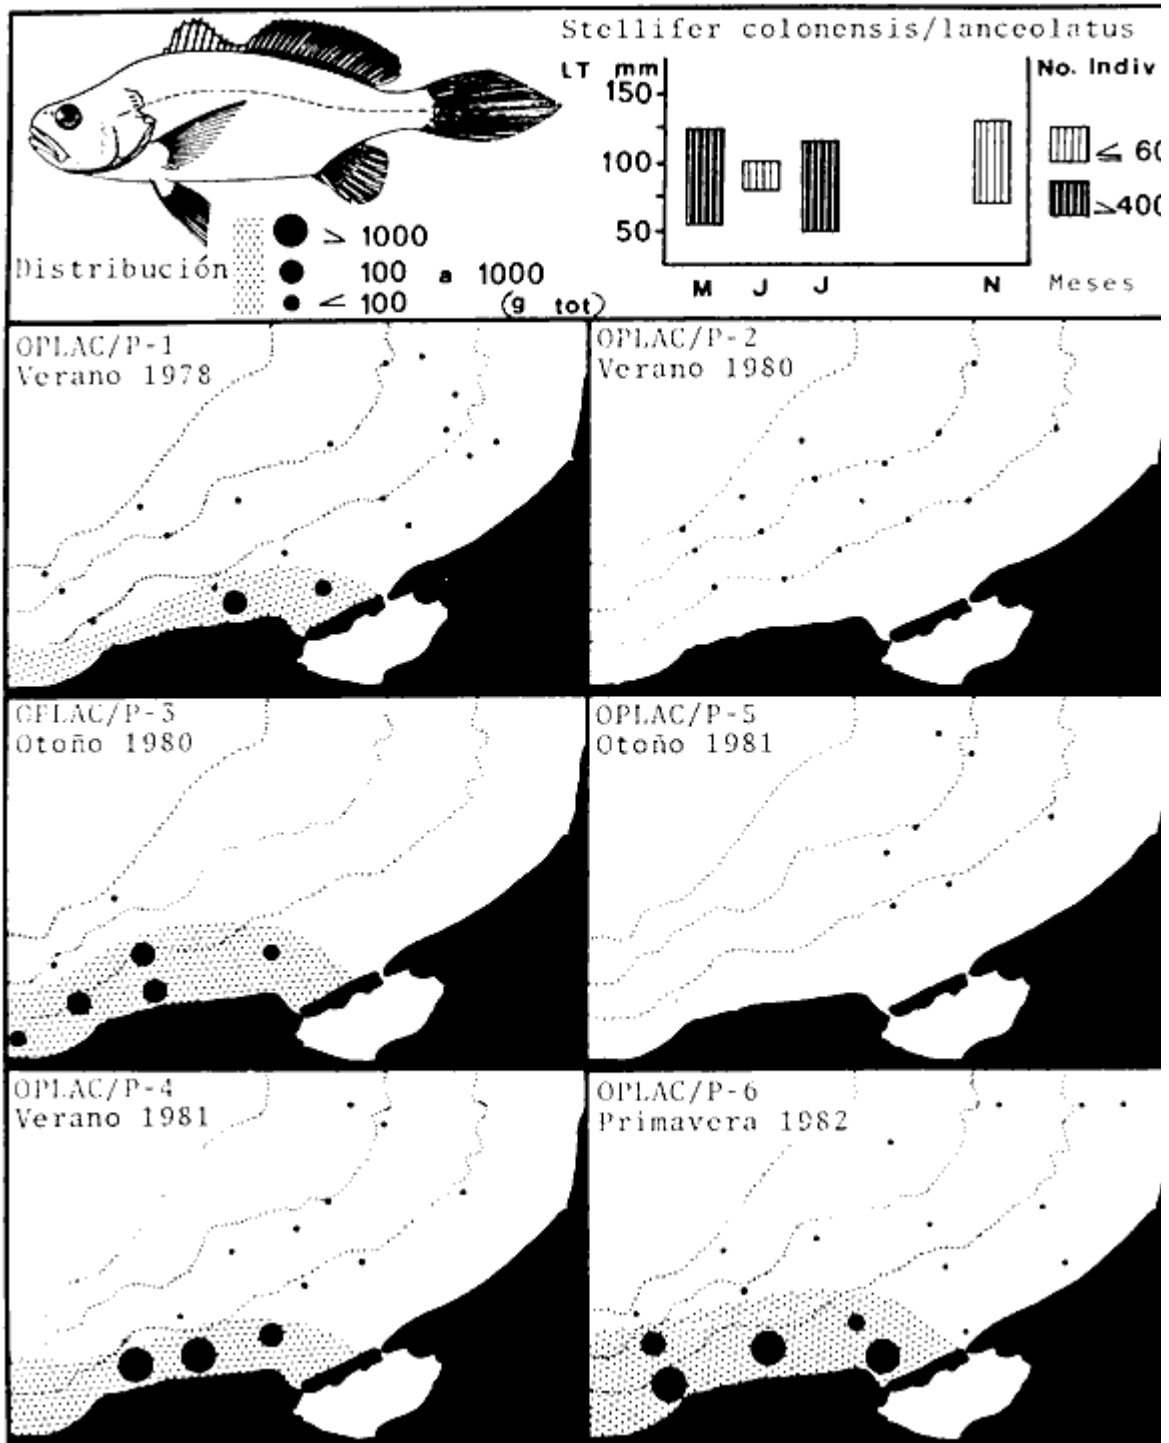 Stellifer colonensis/lanceolatus
LT mm
No. Indiv
150
100
50
≤ 60
≥400
M J J N Meses
Distribución
≥ 1000
100 a 1000
< 100 (g tot)
OPLAC/P-1
Verano 1978
OPLAC/P-2
Verano 1980
OPLAC/P-3
Otoño 1980
OPLAC/P-5
Otoño 1981
OPLAC/P-4
Verano 1981
OPLAC/P-6
Primavera 1982